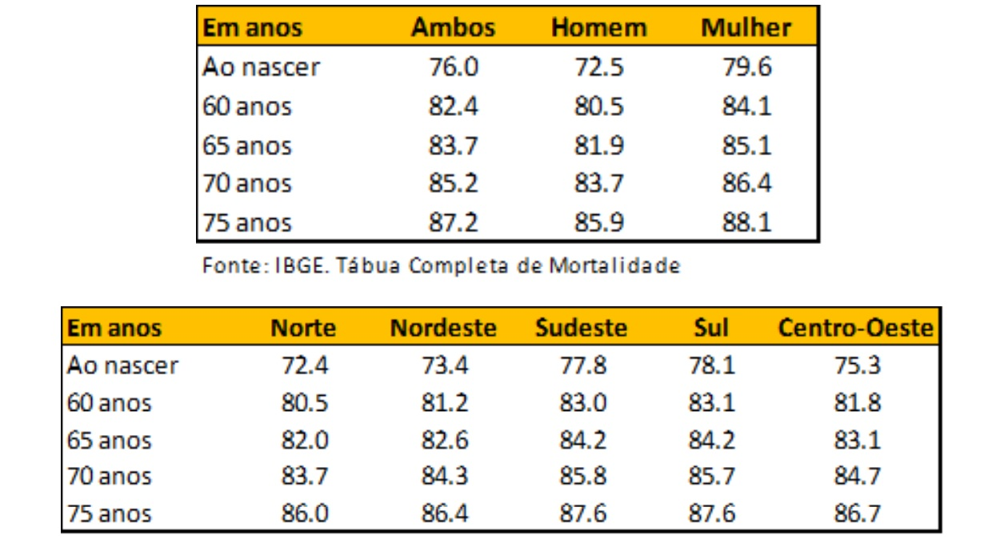 Em anos Ambos Homem Mulher
Ao nascer 76.0 72.5 79.6
60 anos 82.4 80.5 84.1
65 anos 83.7 81.9 85.1
70 anos 85.2 83.7 86.4
75 anos 87.2 85.9 88.1
Fonte: IBGE. Tábua Completa de Mortalidade
Em anos Norte Nordeste Sudeste Sul Centro-Oeste
Ao nascer 72.4 73.4 77.8 78.1 75.3
60 anos 80.5 81.2 83.0 83.1 81.8
65 anos 82.0 82.6 84.2 84.2 83.1
70 anos 83.7 84.3 85.8 85.7 84.7
75 anos 86.0 86.4 87.6 87.6 86.7